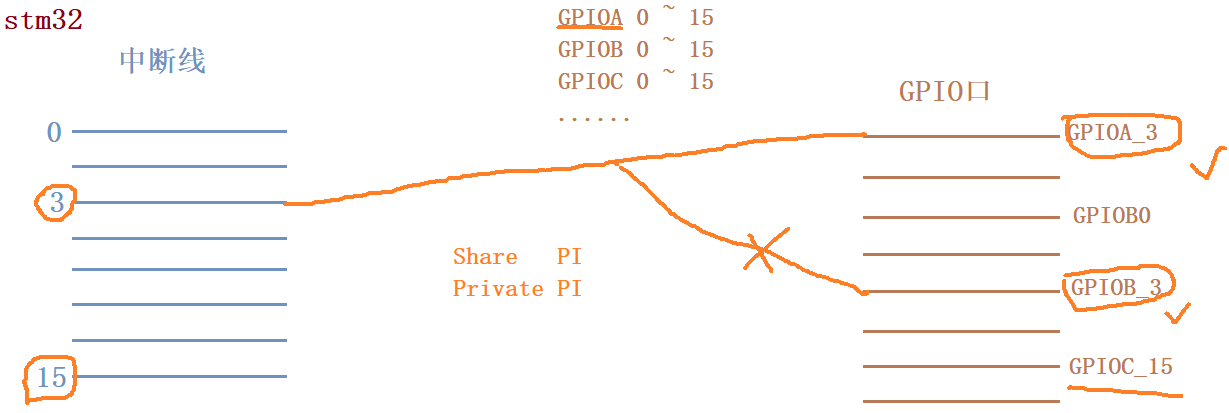 stm32
中断线
GPIOA 0 ~ 15
GPIOB 0 ~ 15
GPIOC 0 ~ 15
......
GPIO口
0
GPIOA_3
3
GPIOB0
Share PI
Private PI
GPIOB_3
15
GPIOC_15